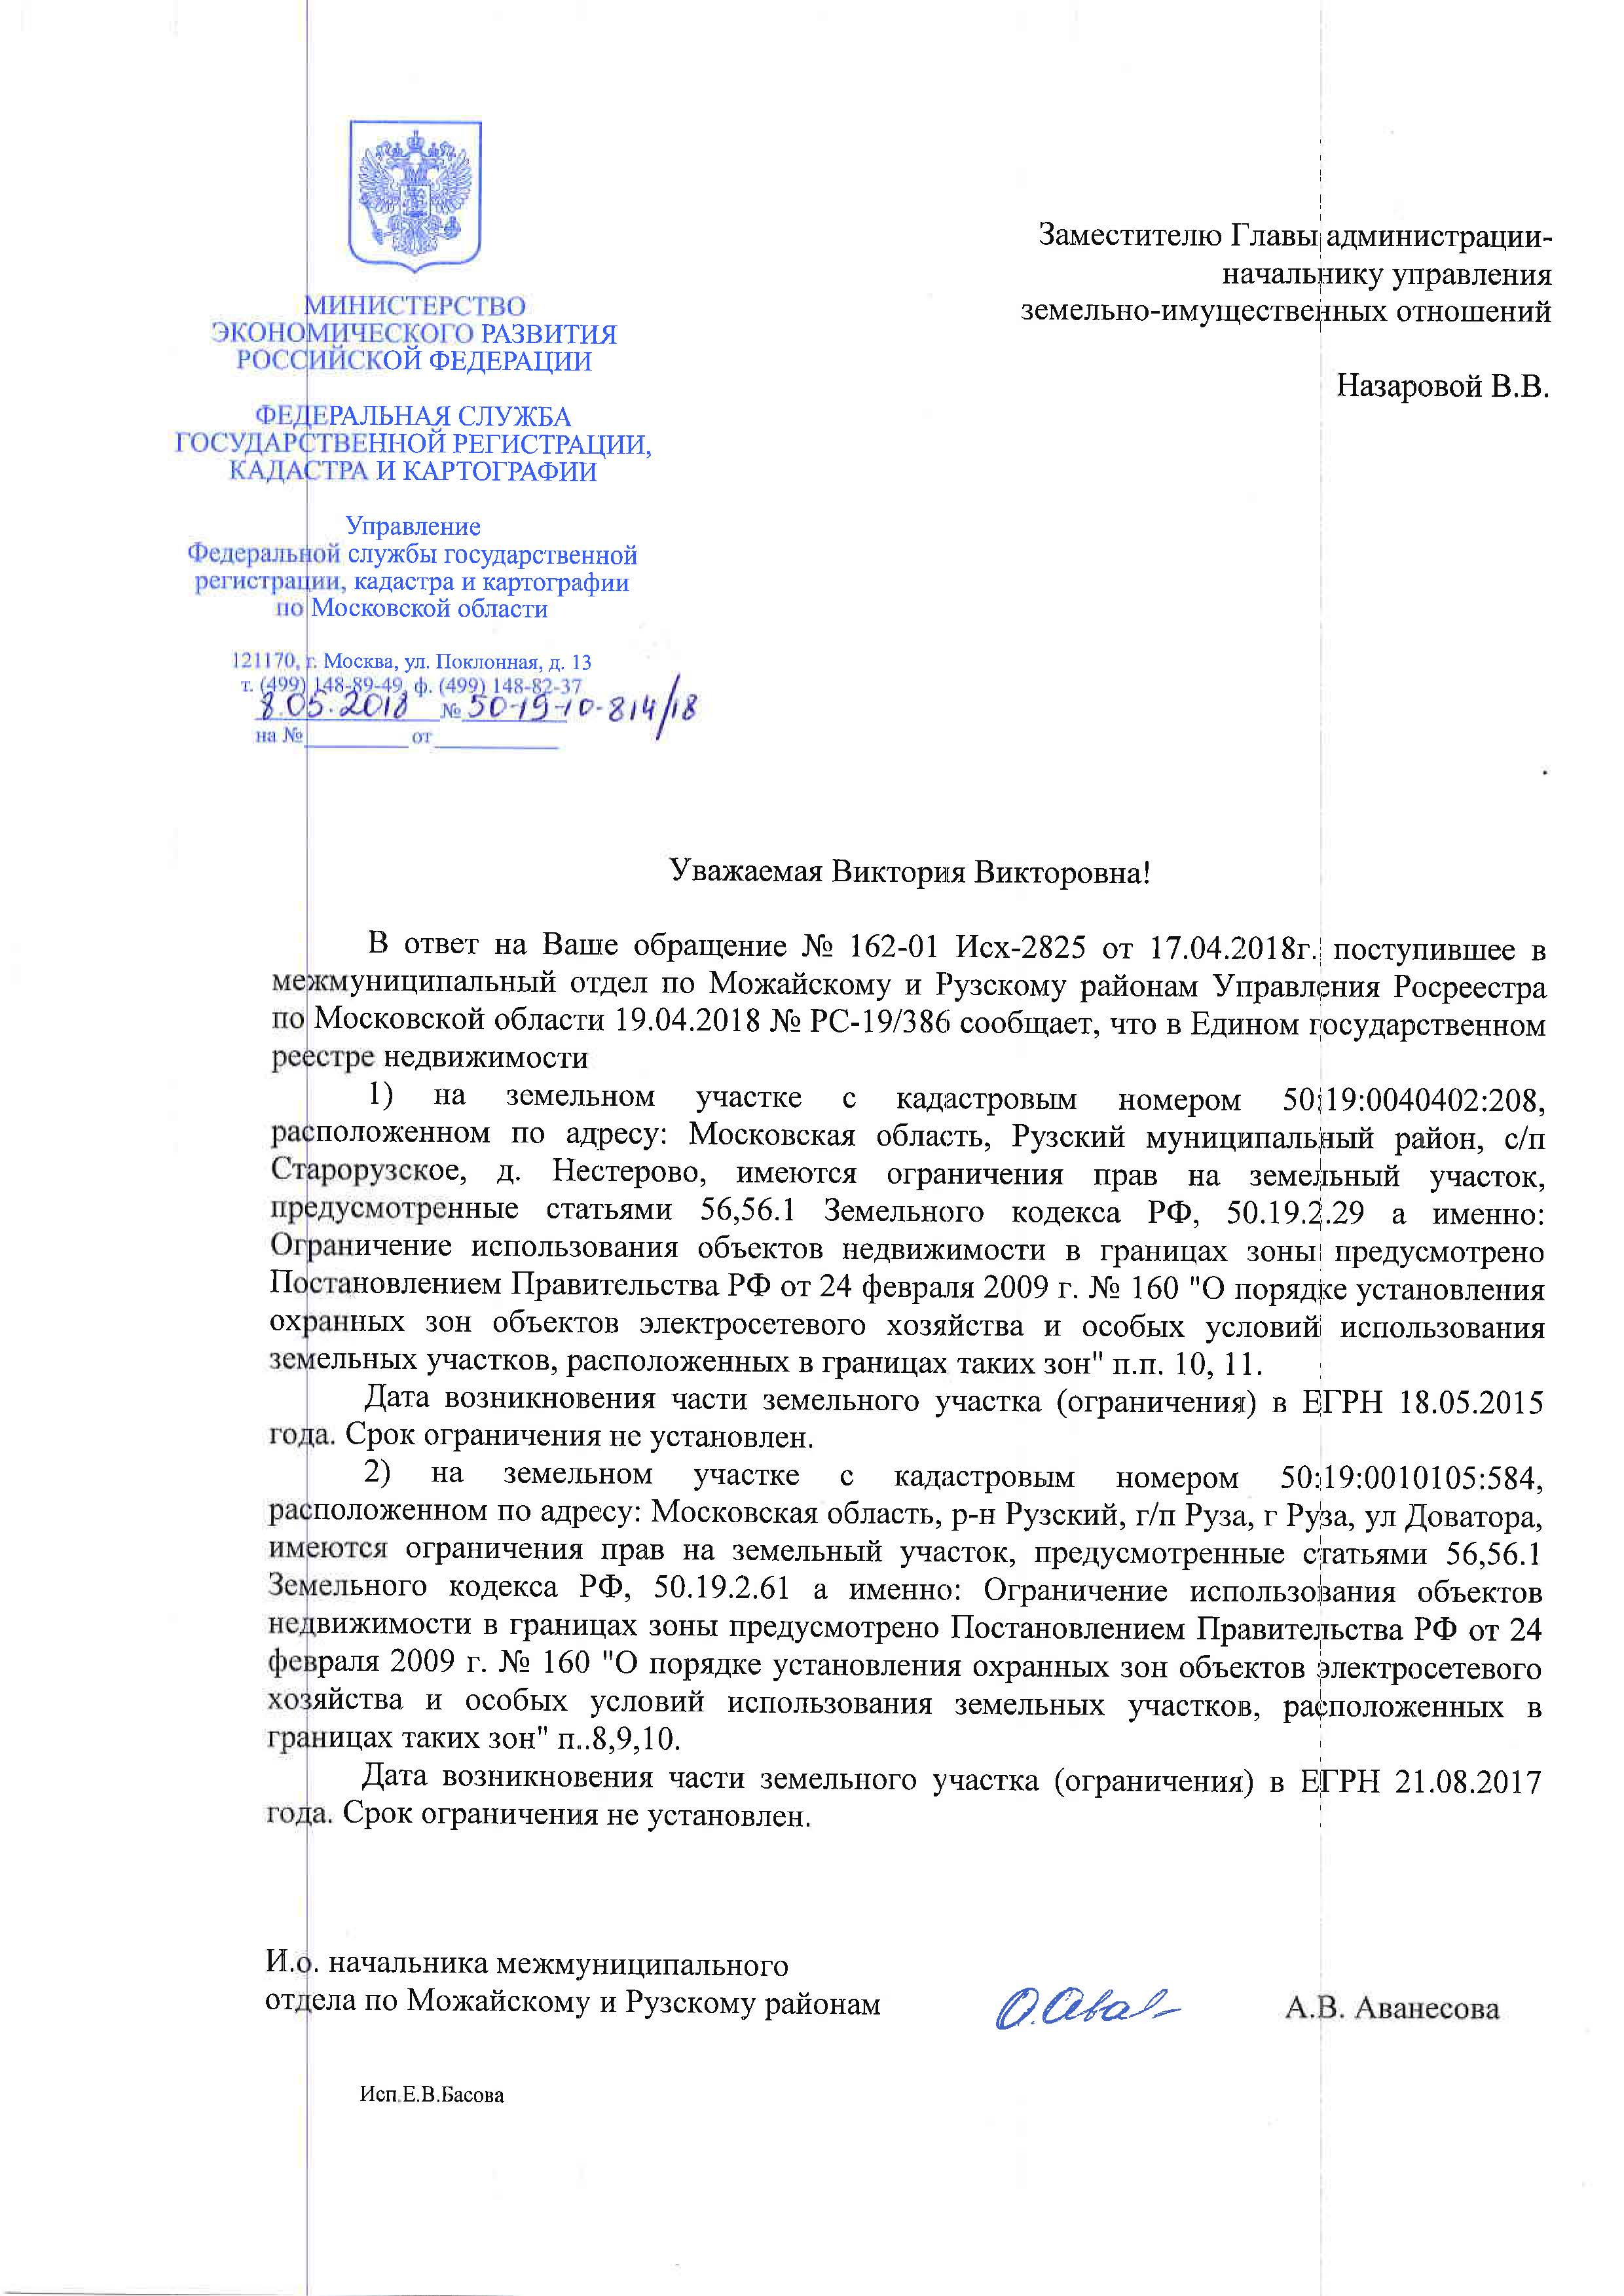 МИНИСТЕРСТВО
ЭКОНОМИЧЕСКОГО РАЗВИТИЯ
РОССИЙСКОЙ ФЕДЕРАЦИИ
ФЕДЕРАЛЬНАЯ СЛУЖБА
ГОСУДАРСТВЕННОЙ РЕГИСТРАЦИИ,
КАДАСТРА И КАРТОГРАФИИ
Управление
Федеральной службы государственной
регистрации, кадастра и картографии
по Московской области
121170, г. Москва, ул. Поклонная, д. 13
т. (499) 148-89-49, ф. (499) 148-82-37
8.05.2018 № 50-19-10-814/18
на № от
Заместителю Главы администрации-
начальнику управления
земельно-имущественных отношений
Назаровой В.В.
Уважаемая Виктория Викторовна!
В ответ на Ваше обращение № 162-01 Исх-2825 от 17.04.2018г. поступившее в
межмуниципальный отдел по Можайскому и Рузскому районам Управления Росреестра
по Московской области 19.04.2018 № РС-19/386 сообщает, что в Едином государственном
реестре недвижимости
1) на земельном участке с кадастровым номером 50:19:0040402:208,
расположенном по адресу: Московская область, Рузский муниципальный район, с/п
Старорузское, д. Нестерово, имеются ограничения прав на земельный участок,
предусмотренные статьями 56,56.1 Земельного кодекса РФ, 50.19.2.29 а именно:
Ограничение использования объектов недвижимости в границах зоны предусмотрено
Постановлением Правительства РФ от 24 февраля 2009 г. № 160 "О порядке установления
охранных зон объектов электросетевого хозяйства и особых условий использования
земельных участков, расположенных в границах таких зон" п.п. 10, 11.
Дата возникновения части земельного участка (ограничения) в ЕГРН 18.05.2015
года. Срок ограничения не установлен.
2) на земельном участке с кадастровым номером 50:19:0010105:584,
расположенном по адресу: Московская область, р-н Рузский, г/п Руза, г Руза, ул Доватора,
имеются ограничения прав на земельный участок, предусмотренные статьями 56,56.1
Земельного кодекса РФ, 50.19.2.61 а именно: Ограничение использования объектов
недвижимости в границах зоны предусмотрено Постановлением Правительства РФ от 24
февраля 2009 г. № 160 "О порядке установления охранных зон объектов электросетевого
хозяйства и особых условий использования земельных участков, расположенных в
границах таких зон" п..8,9,10.
Дата возникновения части земельного участка (ограничения) в ЕГРН 21.08.2017
года. Срок ограничения не установлен.
И.о. начальника межмуниципального
отдела по Можайскому и Рузскому районам
А.В. Аванесова
Исп.Е.В.Басова